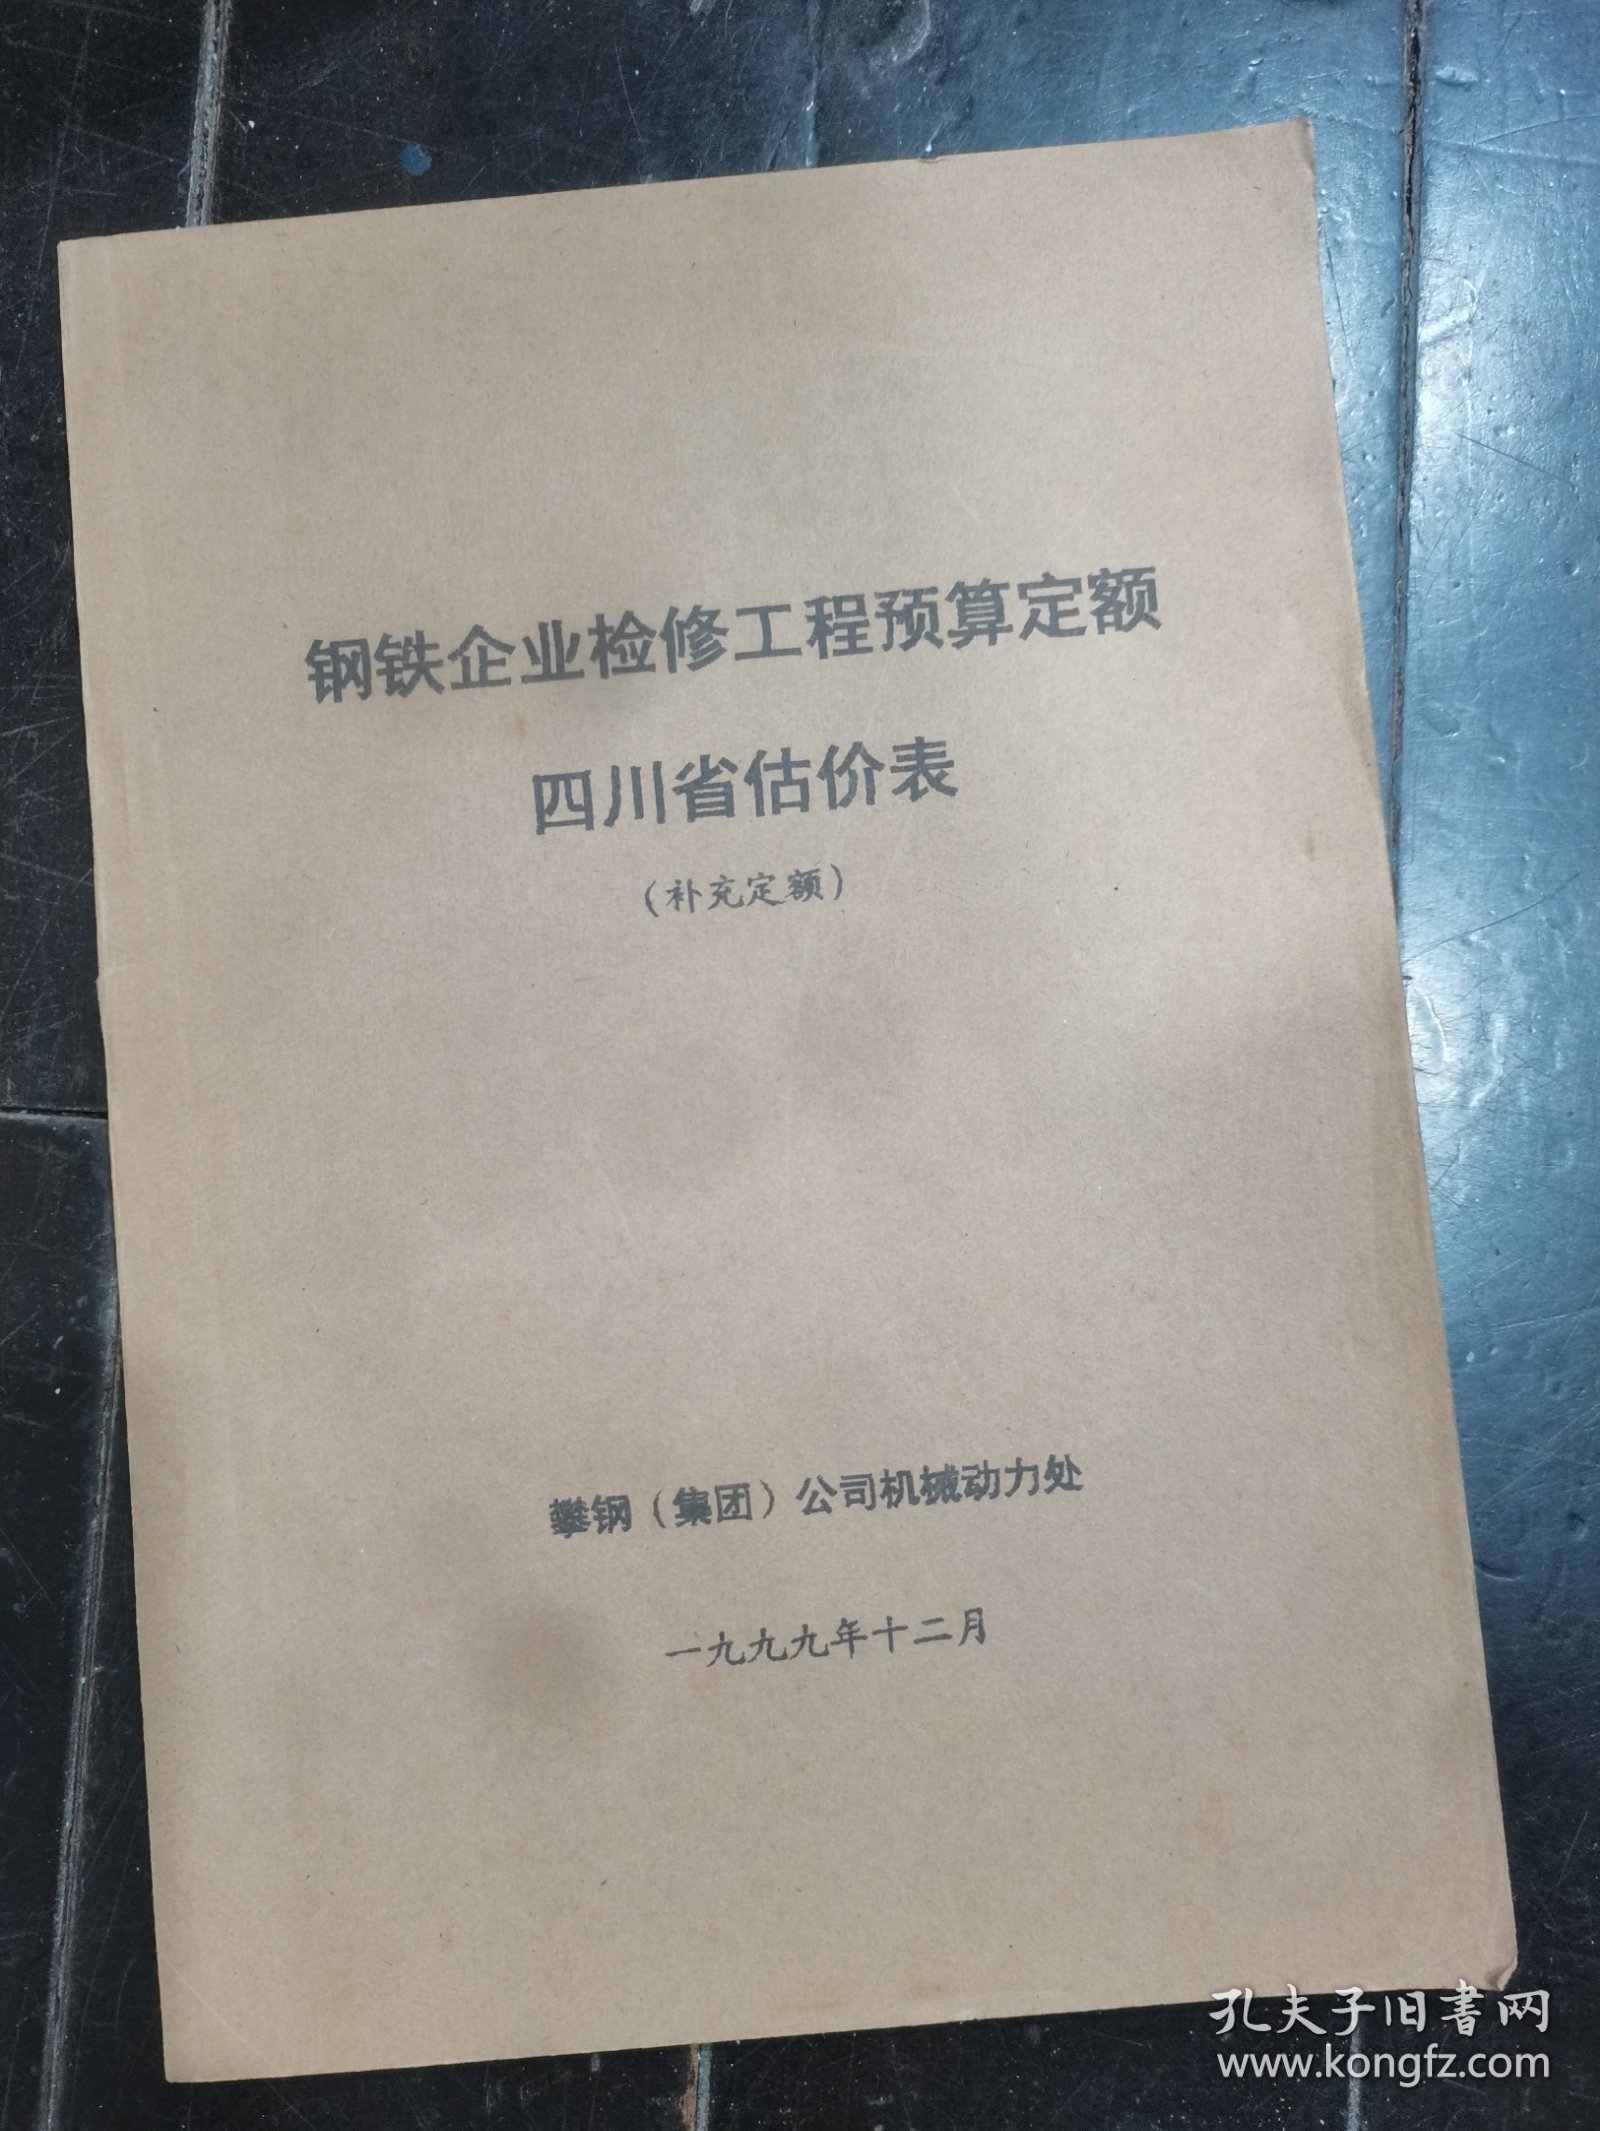 钢铁企业检修工程预算定额
四川省估价表
（补充定额）
攀钢（集团）公司机械动力处
一九九九年十二月
孔夫子旧書网
www.kongfz.com